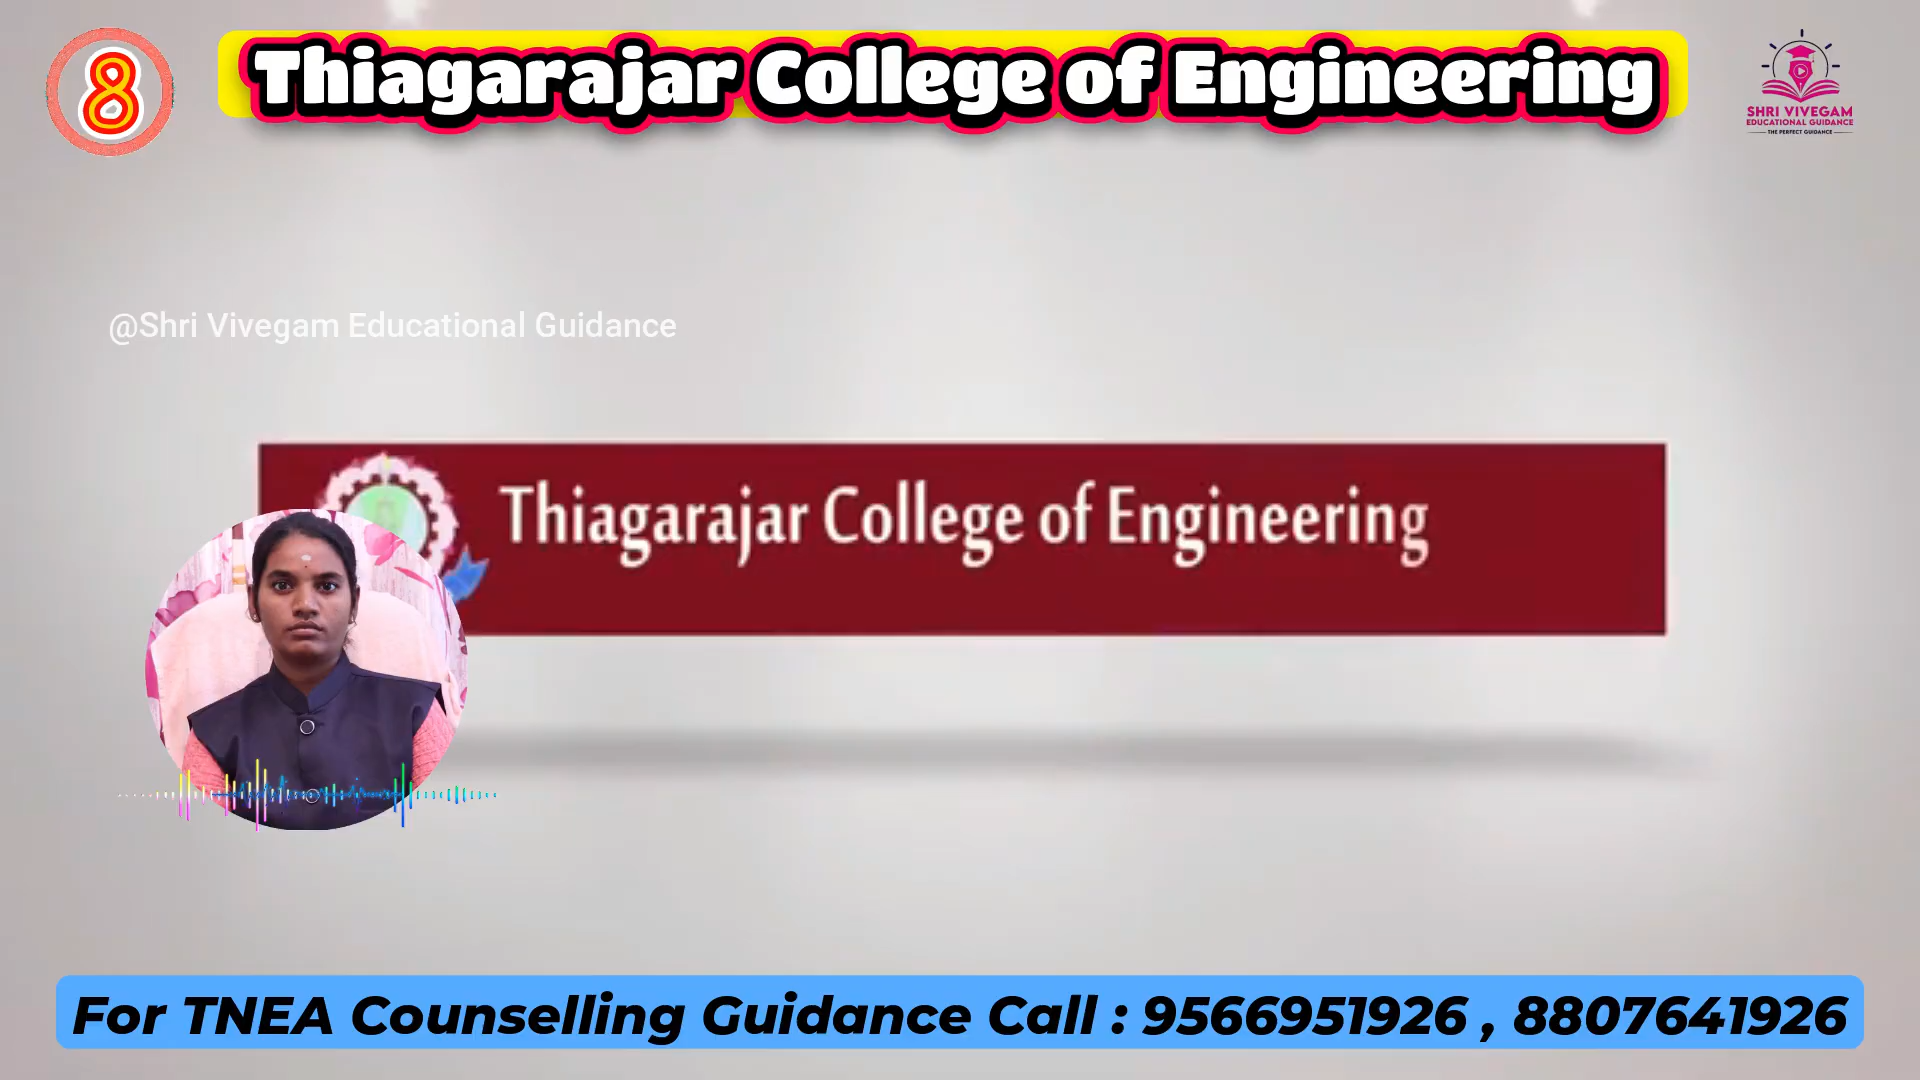 8
Thiagarajar College of Engineering
SHRI VIVEGAM
EDUCATIONAL GUIDANCE
THE PERFECT GUIDANCE
@Shri Vivegam Educational Guidance
Thiagarajar College of Engineering
For TNEA Counselling Guidance Call : 9566951926 , 8807641926